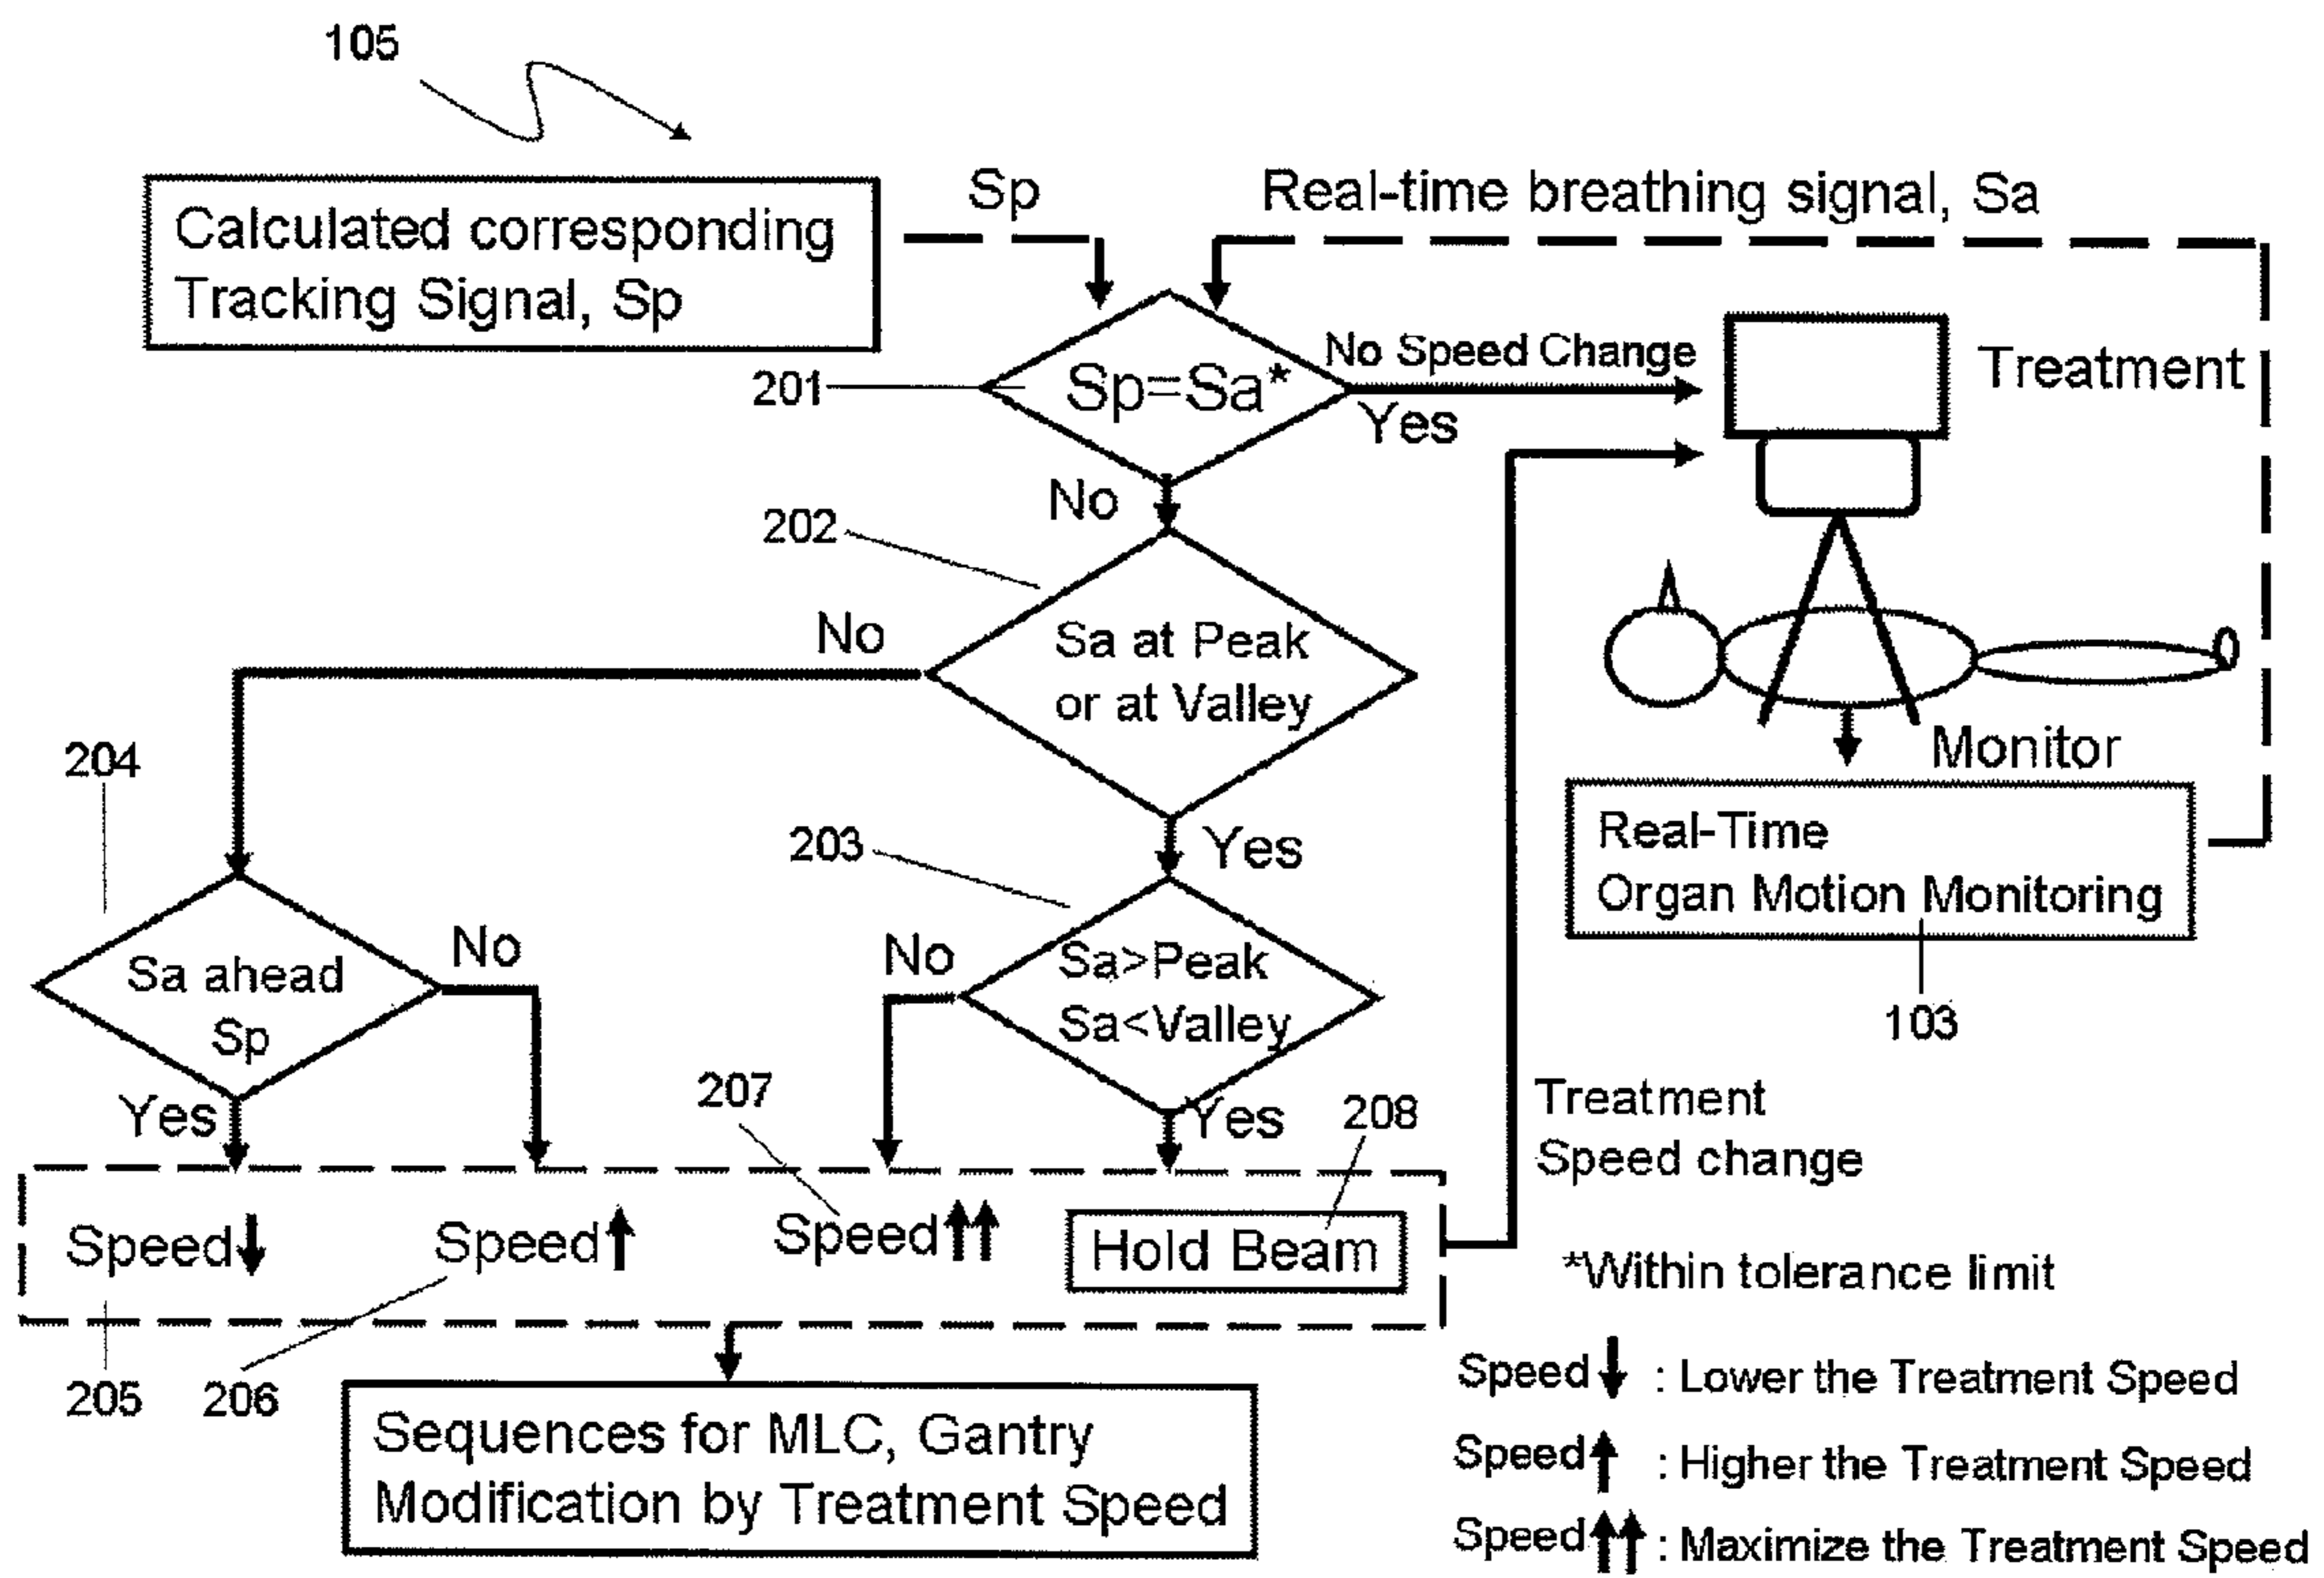 105
Calculated corresponding
Tracking Signal, Sp
Sp
Real-time breathing signal, Sa
201
Sp=Sa*
No Speed Change
Yes
Treatment
No
202
No
Sa at Peak
or at Valley
Monitor
204
203
Yes
Real-Time
Organ Motion Monitoring
103
Sa ahead
Sp
No
No
Sa>Peak
Sa<Valley
Yes
207
Yes
208
Treatment
Speed change
Speed↓
Speed↑
Speed↑↑
Hold Beam
*Within tolerance limit
205
206
Sequences for MLC, Gantry
Modification by Treatment Speed
Speed↓ : Lower the Treatment Speed
Speed↑ : Higher the Treatment Speed
Speed↑↑ : Maximize the Treatment Speed